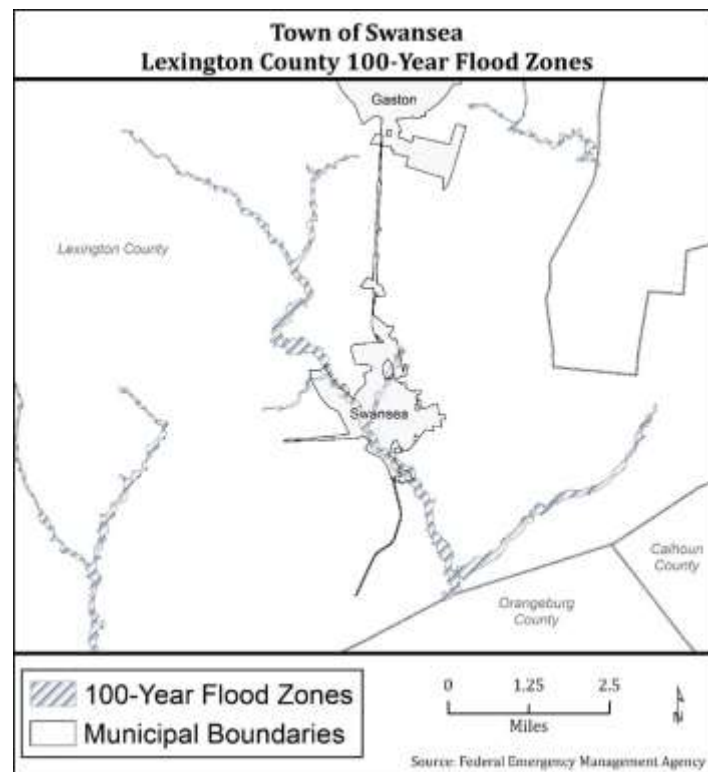 Town of Swansea
Lexington County 100-Year Flood Zones
Gaston
Lexington County
Swansea
Calhoun
County
Orangeburg
County
100-Year Flood Zones
Municipal Boundaries
0 1.25 2.5
Miles
N
Source: Federal Emergency Management Agency